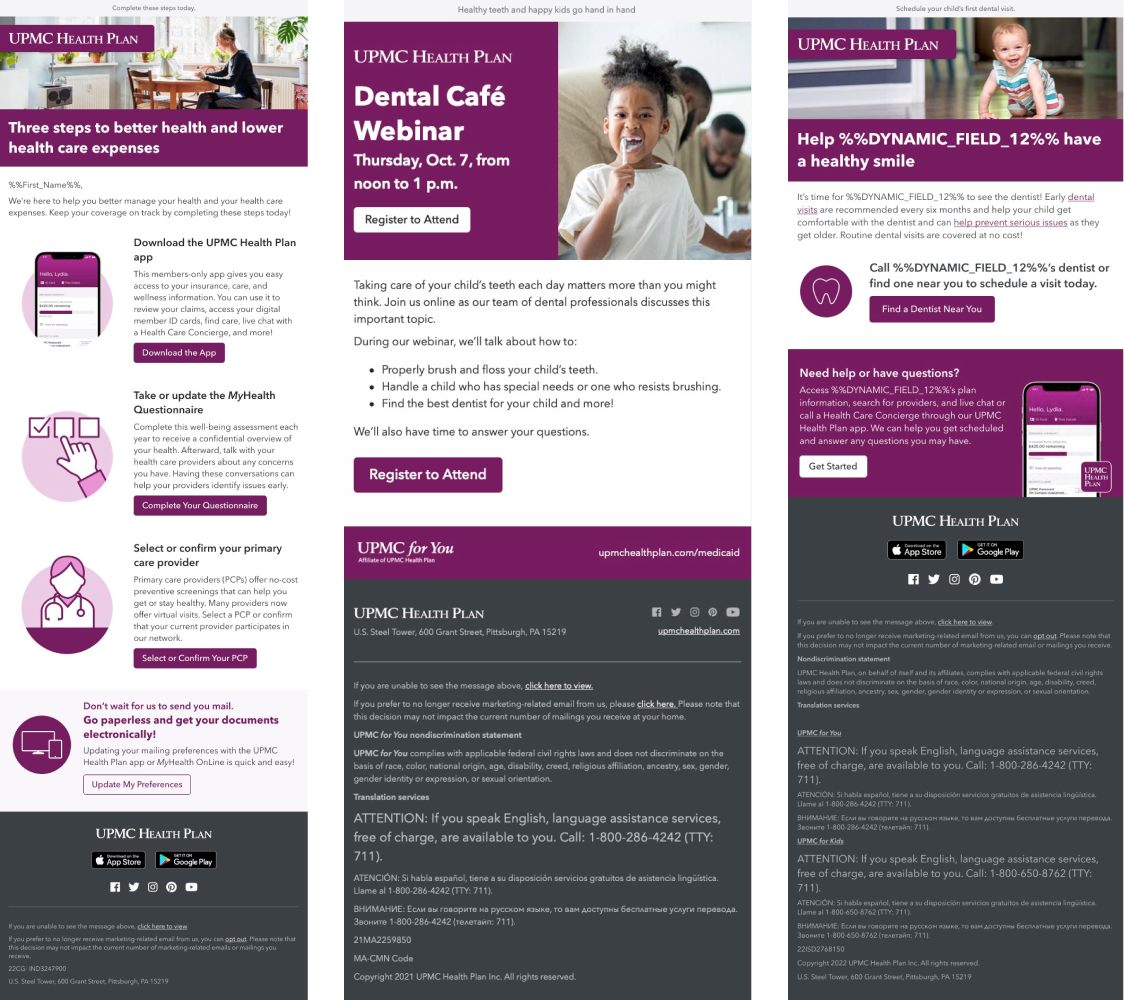 Complete these steps today.
UPMC HEALTH PLAN
Three steps to better health and lower
health care expenses
%%First_Name%%,
We're here to help you better manage your health and your health care
expenses. Keep your coverage on track by completing these steps today!
Hello, Lydia.
Download the UPMC Health Plan
app
This members-only app gives you easy
access to your insurance, care, and
wellness information. You can use it to
review your claims, access your digital
member ID cards, find care, live chat with
a Health Care Concierge, and more!
Download the App
Take or update the MyHealth
Questionnaire
Complete this well-being assessment each
year to receive a confidential overview of
your health. Afterward, talk with your
health care providers about any concerns
you have. Having these conversations can
help your providers identify issues early.
Complete Your Questionnaire
Select or confirm your primary
care provider
Primary care providers (PCPs) offer no-cost
preventive screenings that can help you
get or stay healthy. Many providers now
offer virtual visits. Select a PCP or confirm
that your current provider participates in
our network.
Select or Confirm Your PCP
Don't wait for us to send you mail.
Go paperless and get your documents
electronically!
Updating your mailing preferences with the UPMC
Health Plan app or MyHealth OnLine is quick and easy!
Update My Preferences
UPMC HEALTH PLAN
Download on the App Store
GET IT ON Google Play
If you are unable to see the message above, click here to view.
If you prefer to no longer receive marketing-related email from us, you can opt out. Please note that
this decision may not impact the current number of marketing-related email or mailings you
receive.
22CG IND3247900
U.S. Steel Tower, 600 Grant Street, Pittsburgh, PA 15219
Healthy teeth and happy kids go hand in hand
UPMC HEALTH PLAN
Dental Café
Webinar
Thursday, Oct. 7, from
noon to 1 p.m.
Register to Attend
Taking care of your child's teeth each day matters more than you might
think. Join us online as our team of dental professionals discusses this
important topic.
During our webinar, we'll talk about how to:
• Properly brush and floss your child's teeth.
• Handle a child who has special needs or one who resists brushing.
• Find the best dentist for your child and more!
We'll also have time to answer your questions.
Register to Attend
UPMC for You
Affiliate of UPMC Health Plan
upmchealthplan.com/medicaid
UPMC HEALTH PLAN
U.S. Steel Tower, 600 Grant Street, Pittsburgh, PA 15219
upmchealthplan.com
If you are unable to see the message above, click here to view.
If you prefer to no longer receive marketing-related email from us, please click here. Please note that
this decision may not impact the current number of mailings you receive at your home.
UPMC for You nondiscrimination statement
UPMC for You complies with applicable federal civil rights laws and does not discriminate on the
basis of race, color, national origin, age, disability, creed, religious affiliation, ancestry, sex, gender,
gender identity or expression, or sexual orientation.
Translation services
ATTENTION: If you speak English, language assistance services,
free of charge, are available to you. Call: 1-800-286-4242 (TTY:
711).
ATENCIÓN: Si habla español, tiene a su disposición servicios gratuitos de asistencia lingüística.
Llame al 1-800-286-4242 (TTY: 711).
ВНИМАНИЕ: Если вы говорите на русском языке, то вам доступны бесплатные услуги перевода.
Звоните 1-800-286-4242 (телетайп: 711).
21MA2259850
MA-CMN Code
Copyright 2021 UPMC Health Plan Inc. All rights reserved.
Schedule your child's first dental visit.
UPMC HEALTH PLAN
Help %%DYNAMIC_FIELD_12%% have
a healthy smile
It's time for %%DYNAMIC_FIELD_12%% to see the dentist! Early dental
visits are recommended every six months and help your child get
comfortable with the dentist and can help prevent serious issues as they
get older. Routine dental visits are covered at no cost!
Call %%DYNAMIC_FIELD_12%%'s dentist or
find one near you to schedule a visit today.
Find a Dentist Near You
Need help or have questions?
Access %%DYNAMIC_FIELD_12%%'s plan
information, search for providers, and live chat or
call a Health Care Concierge through our UPMC
Health Plan app. We can help you get scheduled
and answer any questions you may have.
Get Started
Hello, Lydia.
UPMC
HEALTH
PLAN
UPMC HEALTH PLAN
Download on the App Store
GET IT ON Google Play
If you are unable to see the message above, click here to view.
If you prefer to no longer receive marketing-related email from us, you can opt out. Please note that
this decision may not impact the current number of marketing-related email or mailings you receive.
Nondiscrimination statement
UPMC Health Plan, on behalf of itself and its affiliates, complies with applicable federal civil rights
laws and does not discriminate on the basis of race, color, national origin, age, disability, creed,
religious affiliation, ancestry, sex, gender, gender identity or expression, or sexual orientation.
Translation services
UPMC for You
ATTENTION: If you speak English, language assistance services,
free of charge, are available to you. Call: 1-800-286-4242 (TTY:
711).
ATENCIÓN: Si habla español, tiene a su disposición servicios gratuitos de asistencia lingüística.
Llame al 1-800-286-4242 (TTY: 711).
ВНИМАНИЕ: Если вы говорите на русском языке, то вам доступны бесплатные услуги перевода.
Звоните 1-800-286-4242 (телетайп: 711).
UPMC for Kids
ATTENTION: If you speak English, language assistance services,
free of charge, are available to you. Call: 1-800-650-8762 (TTY:
711).
ATENCIÓN: Si habla español, tiene a su disposición servicios gratuitos de asistencia lingüística.
Llame al 1-800-650-8762 (TTY: 711).
ВНИМАНИЕ: Если вы говорите на русском языке, то вам доступны бесплатные услуги перевода.
Звоните 1-800-650-8762 (телетайп: 711).
22ISD2768150
Copyright 2022 UPMC Health Plan Inc. All rights reserved.
U.S. Steel Tower, 600 Grant Street, Pittsburgh, PA 15219